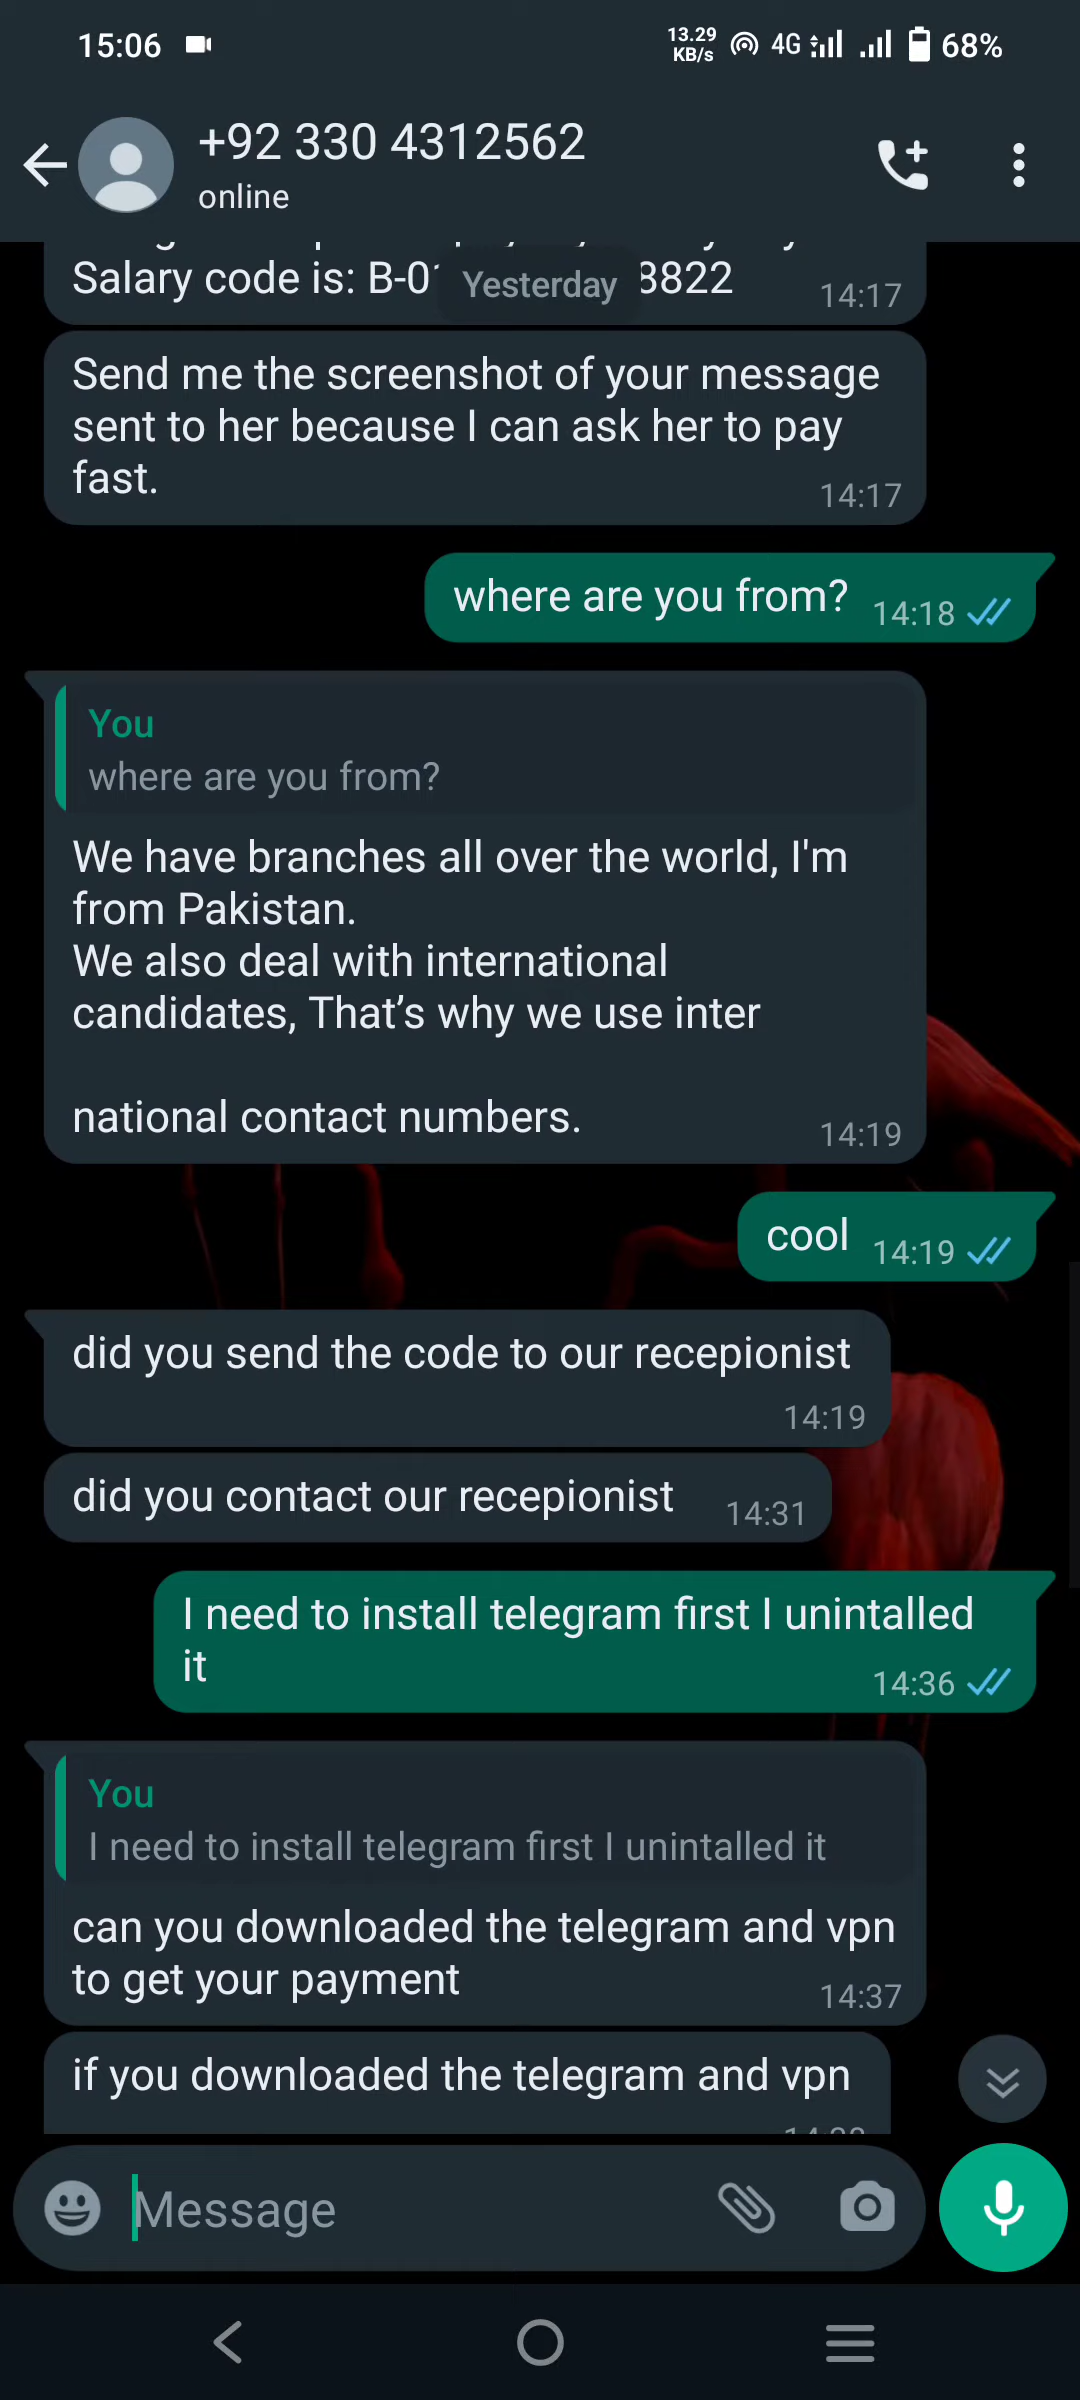 15:06
13.29
KB/s
4G
68%
+92 330 4312562
online
Salary code is: B-01
8822
14:17
Yesterday
Send me the screenshot of your message
sent to her because I can ask her to pay
fast.
14:17
where are you from?
14:18
You
where are you from?
We have branches all over the world, I'm
from Pakistan.
We also deal with international
candidates, That’s why we use inter
national contact numbers.
14:19
cool
14:19
did you send the code to our recepionist
14:19
did you contact our recepionist
14:31
I need to install telegram first I unintalled
it
14:36
You
I need to install telegram first I unintalled it
can you downloaded the telegram and vpn
to get your payment
14:37
if you downloaded the telegram and vpn
Message